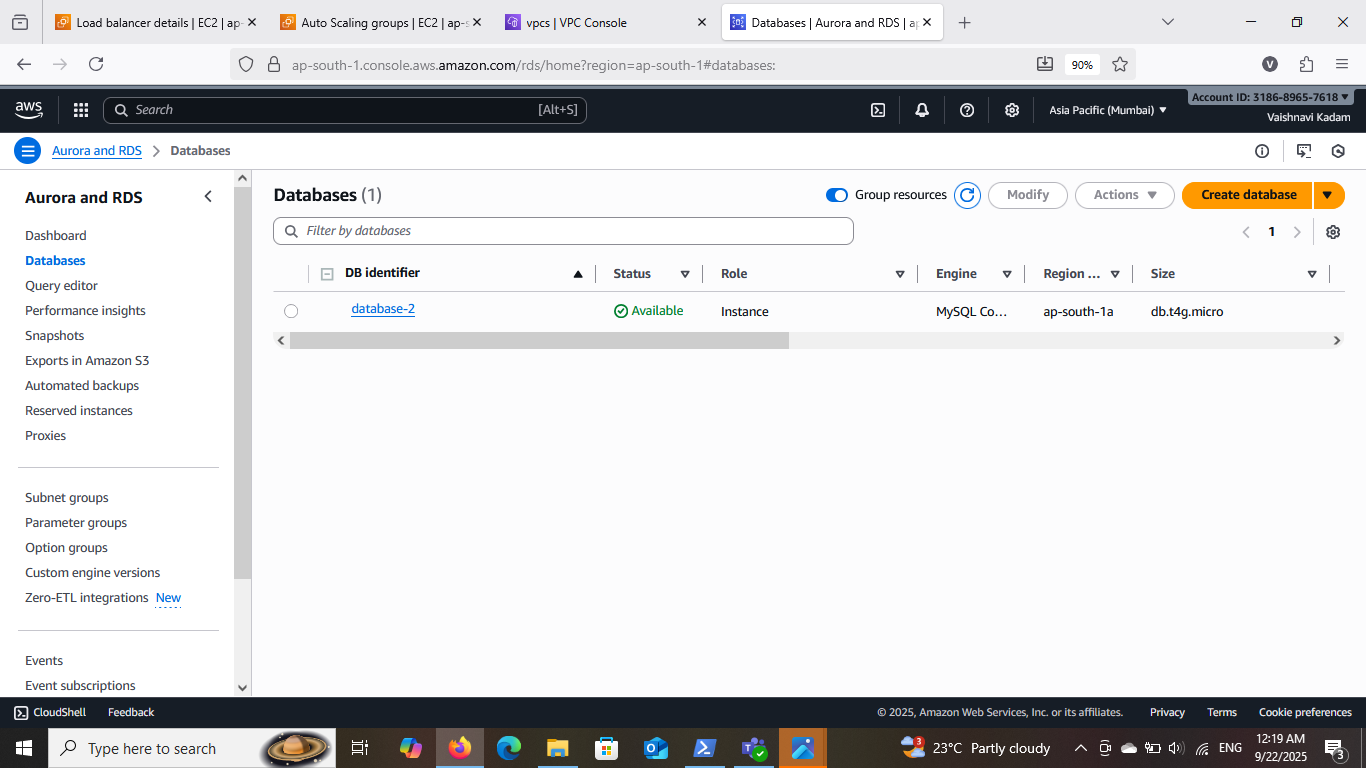 Load balancer details | EC2 | ap-
Auto Scaling groups | EC2 | ap-s
vpcs | VPC Console
Databases | Aurora and RDS | ap
ap-south-1.console.aws.amazon.com/rds/home?region=ap-south-1#databases:
90%
V
aws
Search
[Alt+S]
Asia Pacific (Mumbai)
Account ID: 3186-8965-7618
Vaishnavi Kadam
Aurora and RDS
Databases
Aurora and RDS
Dashboard
Databases
Query editor
Performance insights
Snapshots
Exports in Amazon S3
Automated backups
Reserved instances
Proxies
Subnet groups
Parameter groups
Option groups
Custom engine versions
Zero-ETL integrations New
Events
Event subscriptions
Databases (1)
Group resources
Modify
Actions
Create database
Filter by databases
1
DB identifier
Status
Role
Engine
Region ...
Size
database-2
Available
Instance
MySQL Co...
ap-south-1a
db.t4g.micro
CloudShell
Feedback
© 2025, Amazon Web Services, Inc. or its affiliates.
Privacy
Terms
Cookie preferences
Type here to search
3
23°C Partly cloudy
ENG
12:19 AM
9/22/2025
3